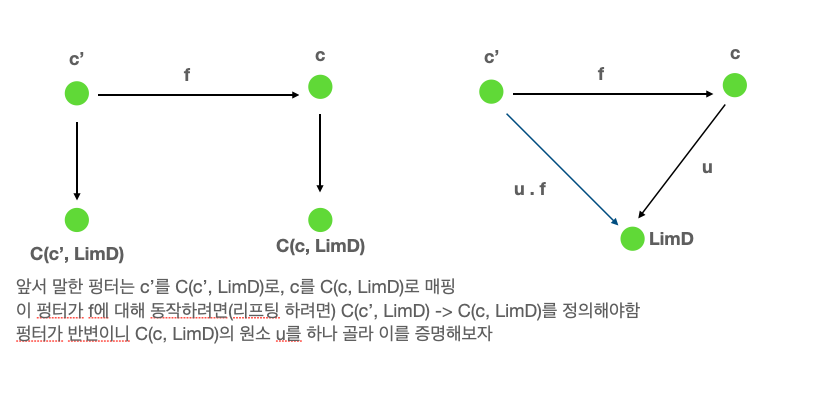 c’
f
c
C(c’, LimD)
C(c, LimD)
c’
f
c
u
u . f
LimD
앞서 말한 펑터는 c’를 C(c’, LimD)로, c를 C(c, LimD)로 매핑
이 펑터가 f에 대해 동작하려면(리프팅 하려면) C(c’, LimD) -> C(c, LimD)를 정의해야함
펑터가 반변이니 C(c, LimD)의 원소 u를 하나 골라 이를 증명해보자